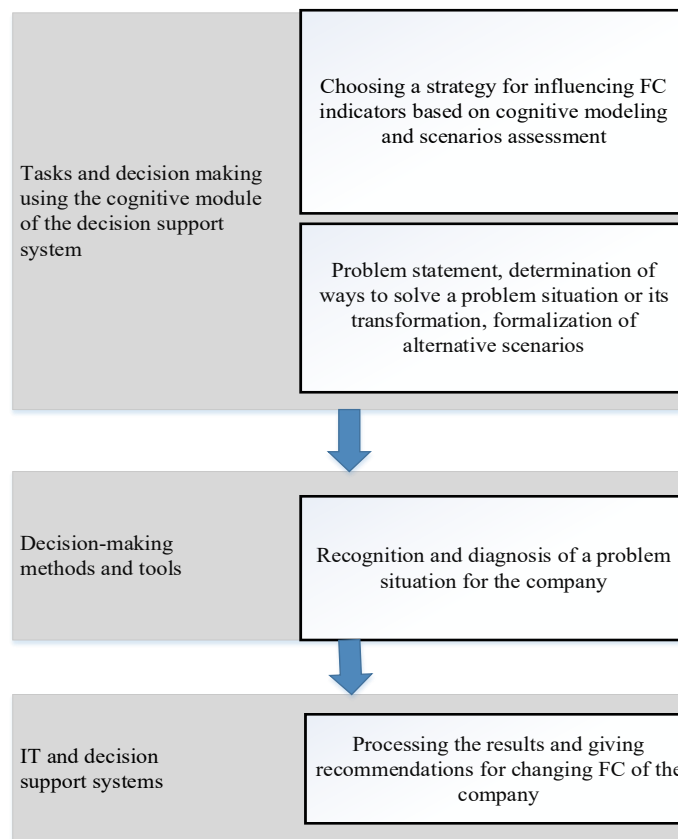 Choosing a strategy for influencing FC
indicators based on cognitive modeling
and scenarios assessment
Tasks and decision making
using the cognitive module
of the decision support
system
Problem statement, determination of
ways to solve a problem situation or its
transformation, formalization of
alternative scenarios
Decision-making
methods and tools
Recognition and diagnosis of a problem
situation for the company
IT and decision
support systems
Processing the results and giving
recommendations for changing FC of the
company